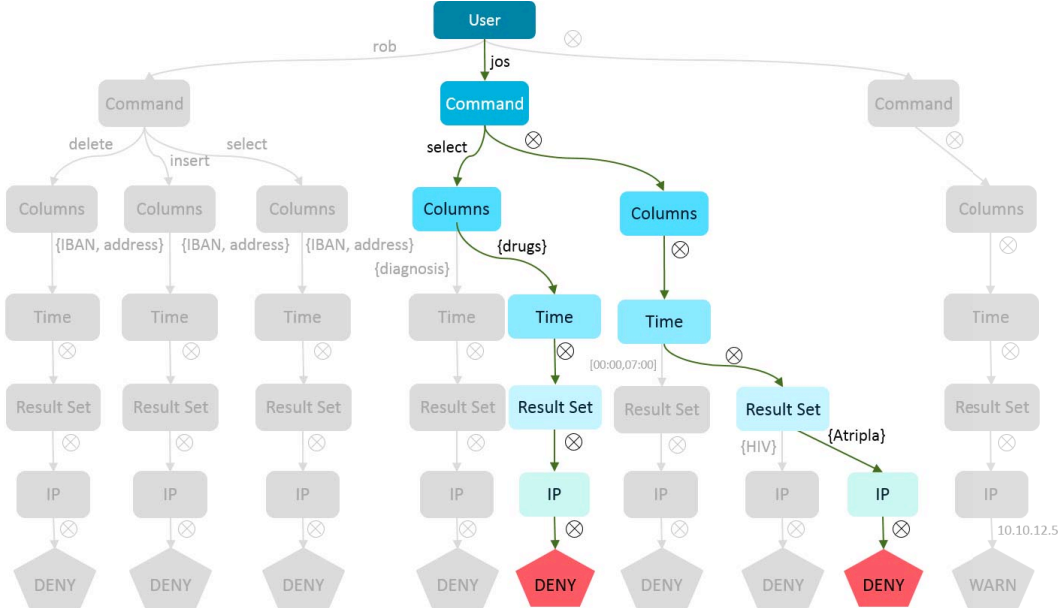 User
rob
jos
⊗
Command
Command
Command
delete
insert
select
select
⊗
⊗
Columns
Columns
Columns
Columns
Columns
Columns
{IBAN, address}
{IBAN, address}
{IBAN, address}
{diagnosis}
{drugs}
⊗
⊗
Time
Time
Time
Time
Time
Time
Time
⊗
⊗
⊗
⊗
⊗
[00:00,07:00]
⊗
⊗
Result Set
Result Set
Result Set
Result Set
Result Set
Result Set
Result Set
Result Set
⊗
⊗
⊗
⊗
⊗
⊗
{HIV}
{Atripla}
⊗
IP
IP
IP
IP
IP
IP
IP
IP
IP
⊗
⊗
⊗
⊗
⊗
⊗
⊗
⊗
10.10.12.5
DENY
DENY
DENY
DENY
DENY
DENY
DENY
DENY
WARN